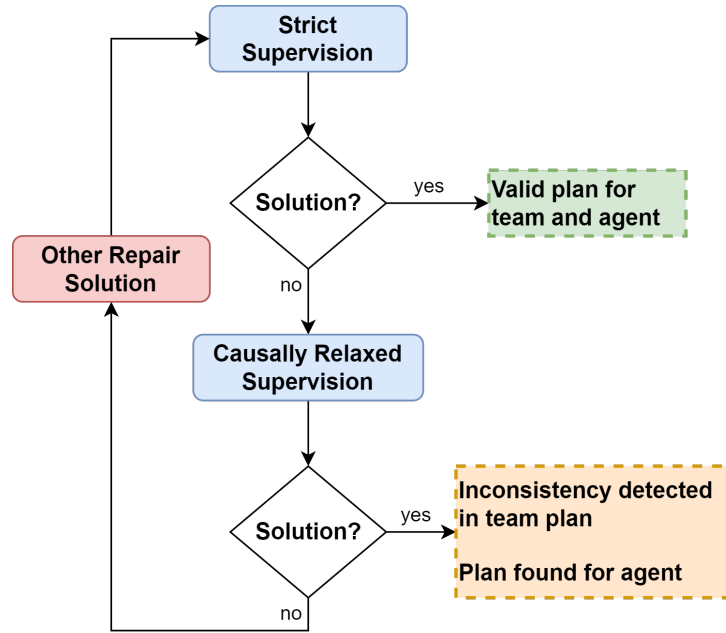 Strict
Supervision
Solution?
yes
Valid plan for
team and agent
Other Repair
Solution
no
Causally Relaxed
Supervision
Solution?
yes
Inconsistency detected
in team plan
Plan found for agent
no